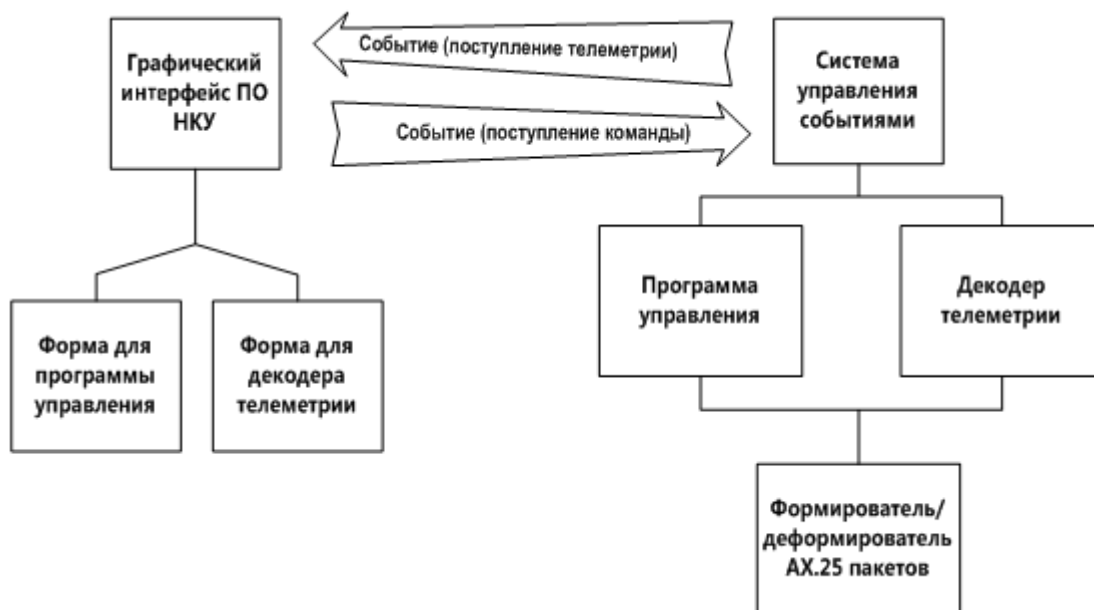 Событие (поступление телеметрии)
Графический
интерфейс ПО
НКУ
Система
управления
событиями
Событие (поступление команды)
Программа
управления
Декодер
телеметрии
Форма для
программы
управления
Форма для
декодера
телеметрии
Формирователь/
деформирователь
AX.25 пакетов